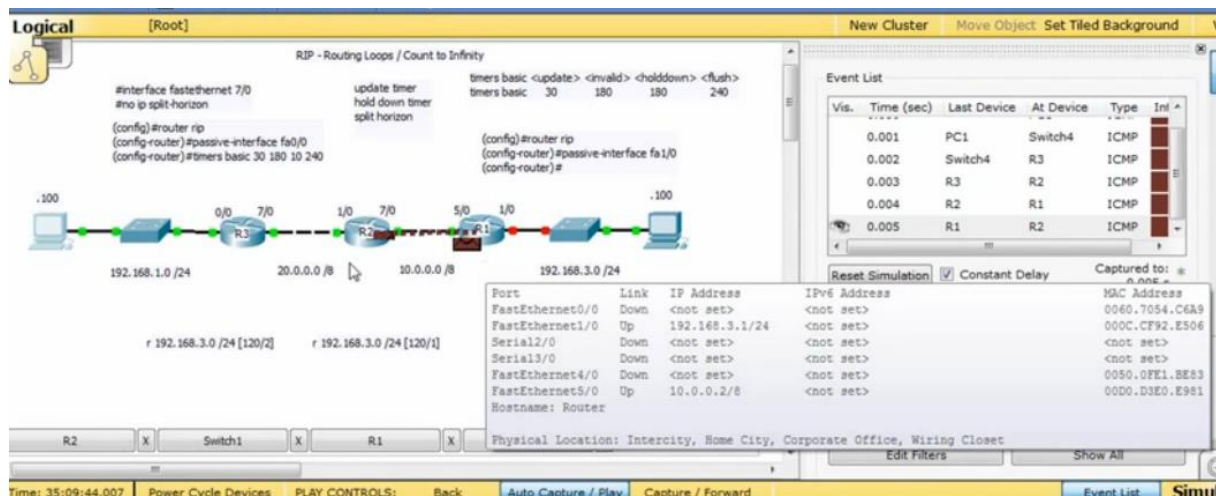 Logical [Root] New Cluster Move Object Set Tiled Background
RIP - Routing Loops / Count to Infinity
#interface fastethernet 7/0
#no ip split-horizon
(config)#router rip
(config-router)#passive-interface fa0/0
(config-router)#timers basic 30 180 10 240
update timer
hold down timer
split horizon
timers basic <update> <invalid> <holddown> <flush>
timers basic 30 180 180 240
(config)#router rip
(config-router)#passive-interface fa1/0
(config-router)#
.100 0/0 7/0 1/0 7/0 5/0 1/0 .100
R3 R2 R1
192.168.1.0 /24 20.0.0.0 /8 10.0.0.0 /8 192.168.3.0 /24
r 192.168.3.0 /24 [120/2] r 192.168.3.0 /24 [120/1]
Event List
Vis. Time (sec) Last Device At Device Type Inf
0.001 PC1 Switch4 ICMP
0.002 Switch4 R3 ICMP
0.003 R3 R2 ICMP
0.004 R2 R1 ICMP
0.005 R1 R2 ICMP
Reset Simulation Constant Delay Captured to:
0.005 s
Port Link IP Address IPv6 Address MAC Address
FastEthernet0/0 Down <not set> <not set> 0060.7054.C6A9
FastEthernet1/0 Up 192.168.3.1/24 <not set> 000C.CF92.E506
Serial2/0 Down <not set> <not set> <not set>
Serial3/0 Down <not set> <not set> <not set>
FastEthernet4/0 Down <not set> <not set> 0050.0FE1.BE83
FastEthernet5/0 Up 10.0.0.2/8 <not set> 00D0.D3E0.E981
Hostname: Router
Physical Location: Intercity, Home City, Corporate Office, Wiring Closet
R2 X Switch1 X R1 X
Edit Filters Show All
Time: 35:09:44.007 Power Cycle Devices PLAY CONTROLS: Back Auto Capture / Play Capture / Forward Event List